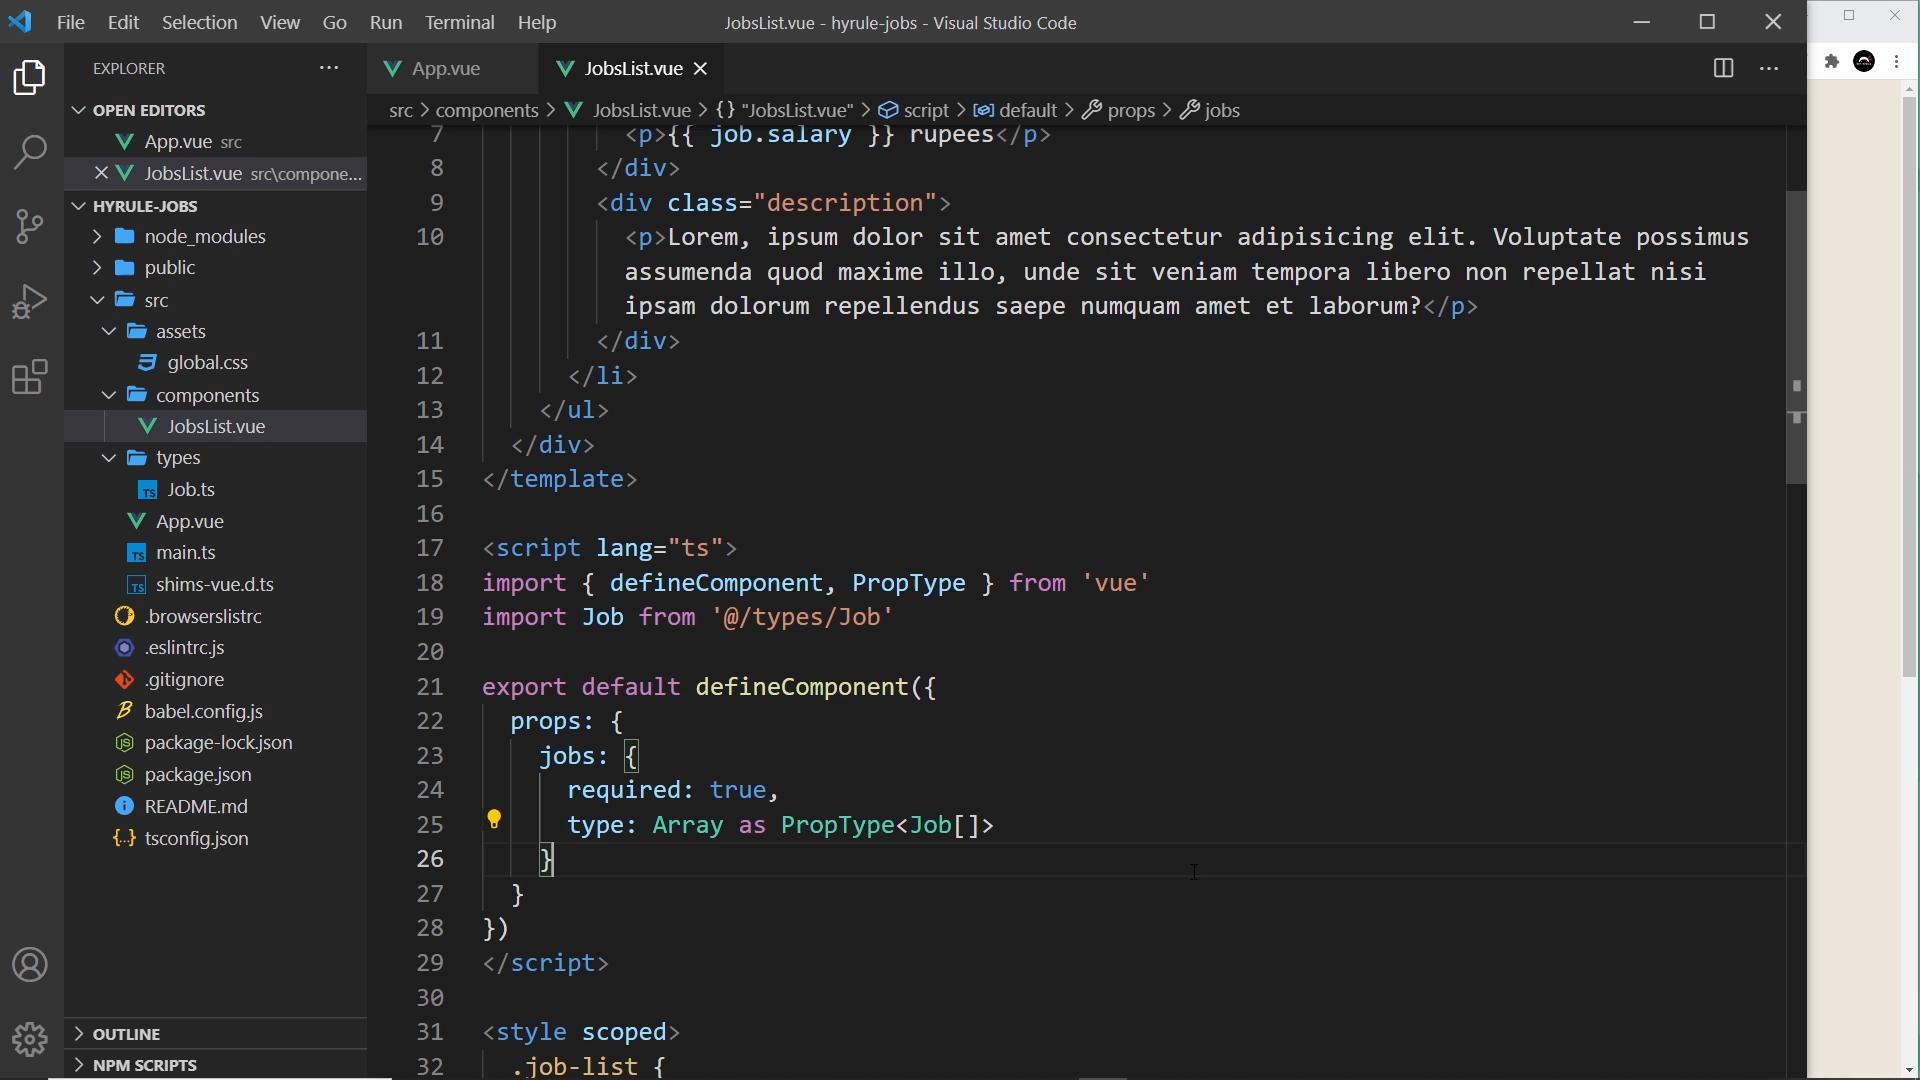 File Edit Selection View Go Run Terminal Help
JobsList.vue - hyrule-jobs - Visual Studio Code
EXPLORER
OPEN EDITORS
App.vue src
JobsList.vue src\compone...
HYRULE-JOBS
node_modules
public
src
assets
global.css
components
JobsList.vue
types
TS Job.ts
App.vue
TS main.ts
TS shims-vue.d.ts
.browserslistrc
.eslintrc.js
.gitignore
babel.config.js
package-lock.json
package.json
README.md
tsconfig.json
OUTLINE
NPM SCRIPTS
App.vue
JobsList.vue
src > components > JobsList.vue > {} "JobsList.vue" > script > default > props > jobs
7 <p>{{ job.salary }} rupees</p>
8 </div>
9 <div class="description">
10 <p>Lorem, ipsum dolor sit amet consectetur adipisicing elit. Voluptate possimus
assumenda quod maxime illo, unde sit veniam tempora libero non repellat nisi
ipsam dolorum repellendus saepe numquam amet et laborum?</p>
11 </div>
12 </li>
13 </ul>
14 </div>
15 </template>
16
17 <script lang="ts">
18 import { defineComponent, PropType } from 'vue'
19 import Job from '@/types/Job'
20
21 export default defineComponent({
22 props: {
23 jobs: {
24 required: true,
25 type: Array as PropType<Job[]>
26 }
27 }
28 })
29 </script>
30
31 <style scoped>
32 .job-list {